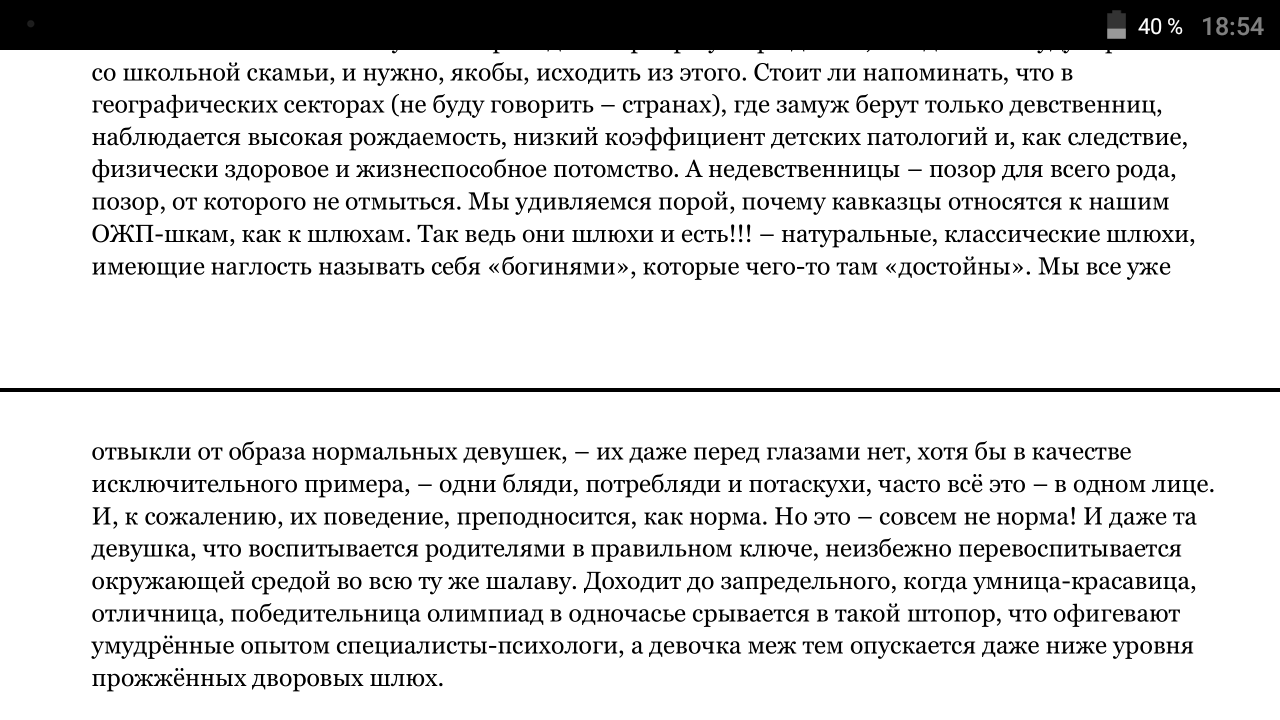 40 %
18:54
со школьной скамьи, и нужно, якобы, исходить из этого. Стоит ли напоминать, что в
географических секторах (не буду говорить – странах), где замуж берут только девственниц,
наблюдается высокая рождаемость, низкий коэффициент детских патологий и, как следствие,
физически здоровое и жизнеспособное потомство. А недевственницы – позор для всего рода,
позор, от которого не отмыться. Мы удивляемся порой, почему кавказцы относятся к нашим
ОЖП-шкам, как к шлюхам. Так ведь они шлюхи и есть!!! – натуральные, классические шлюхи,
имеющие наглость называть себя «богинями», которые чего-то там «достойны». Мы все уже
отвыкли от образа нормальных девушек, – их даже перед глазами нет, хотя бы в качестве
исключительного примера, – одни бляди, потребляди и потаскухи, часто всё это – в одном лице.
И, к сожалению, их поведение, преподносится, как норма. Но это – совсем не норма! И даже та
девушка, что воспитывается родителями в правильном ключе, неизбежно перевоспитывается
окружающей средой во всю ту же шалаву. Доходит до запредельного, когда умница-красавица,
отличница, победительница олимпиад в одночасье срывается в такой штопор, что офигевают
умудрённые опытом специалисты-психологи, а девочка меж тем опускается даже ниже уровня
прожжённых дворовых шлюх.